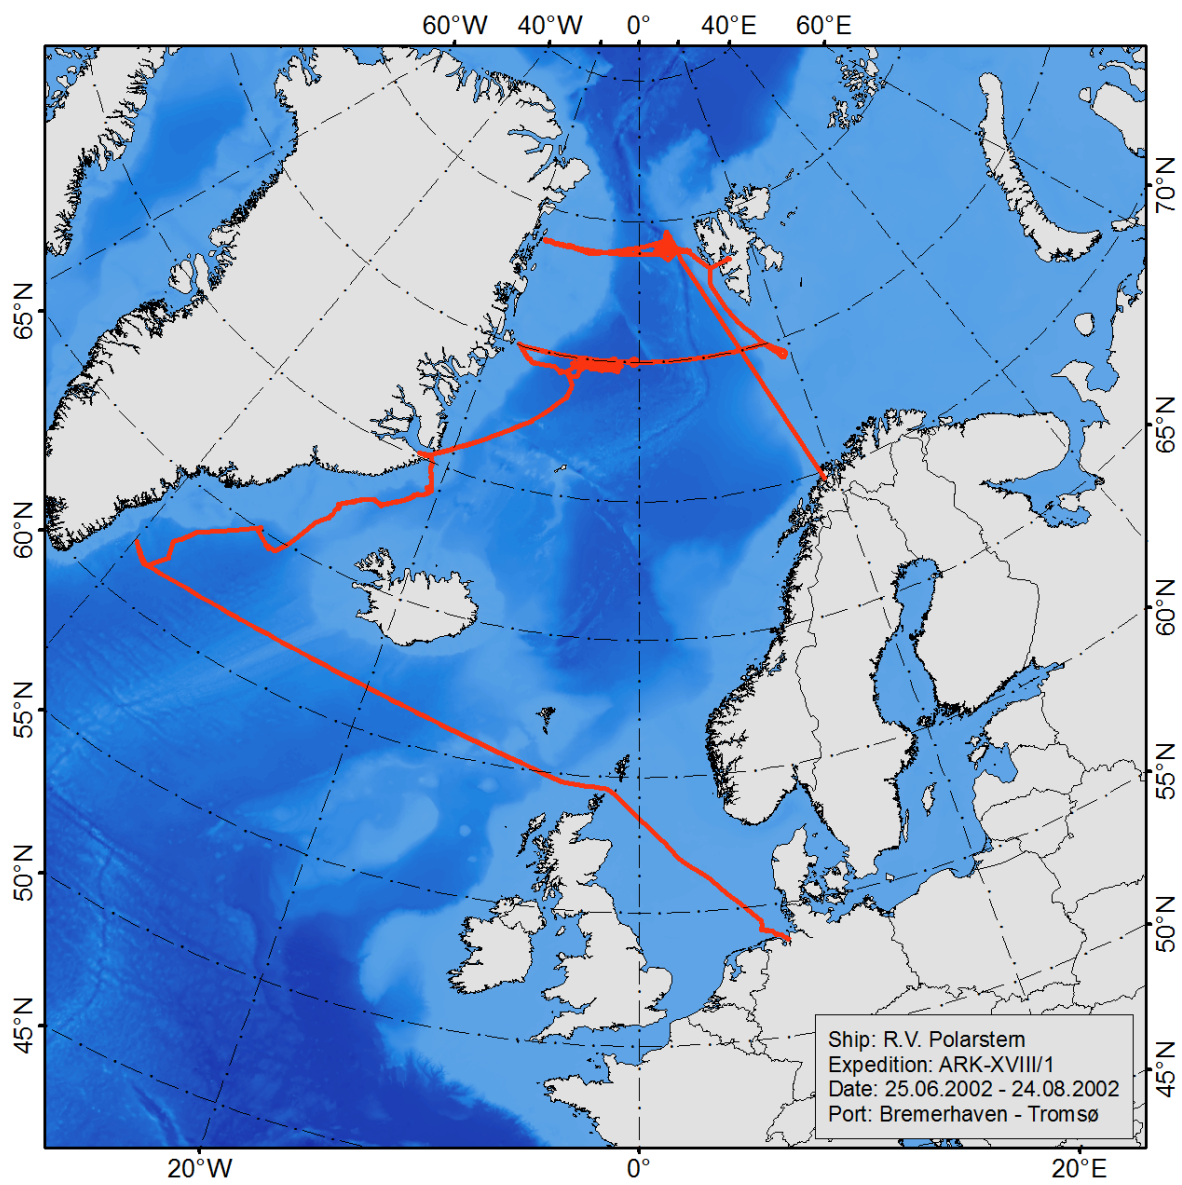 60°W 40°W 0° 40°E 60°E
70°N
65°N
65°N
60°N
60°N
55°N
55°N
50°N
50°N
45°N
45°N
Ship: R.V. Polarstern
Expedition: ARK-XVIII/1
Date: 25.06.2002 - 24.08.2002
Port: Bremerhaven - Tromsø
20°W 0° 20°E